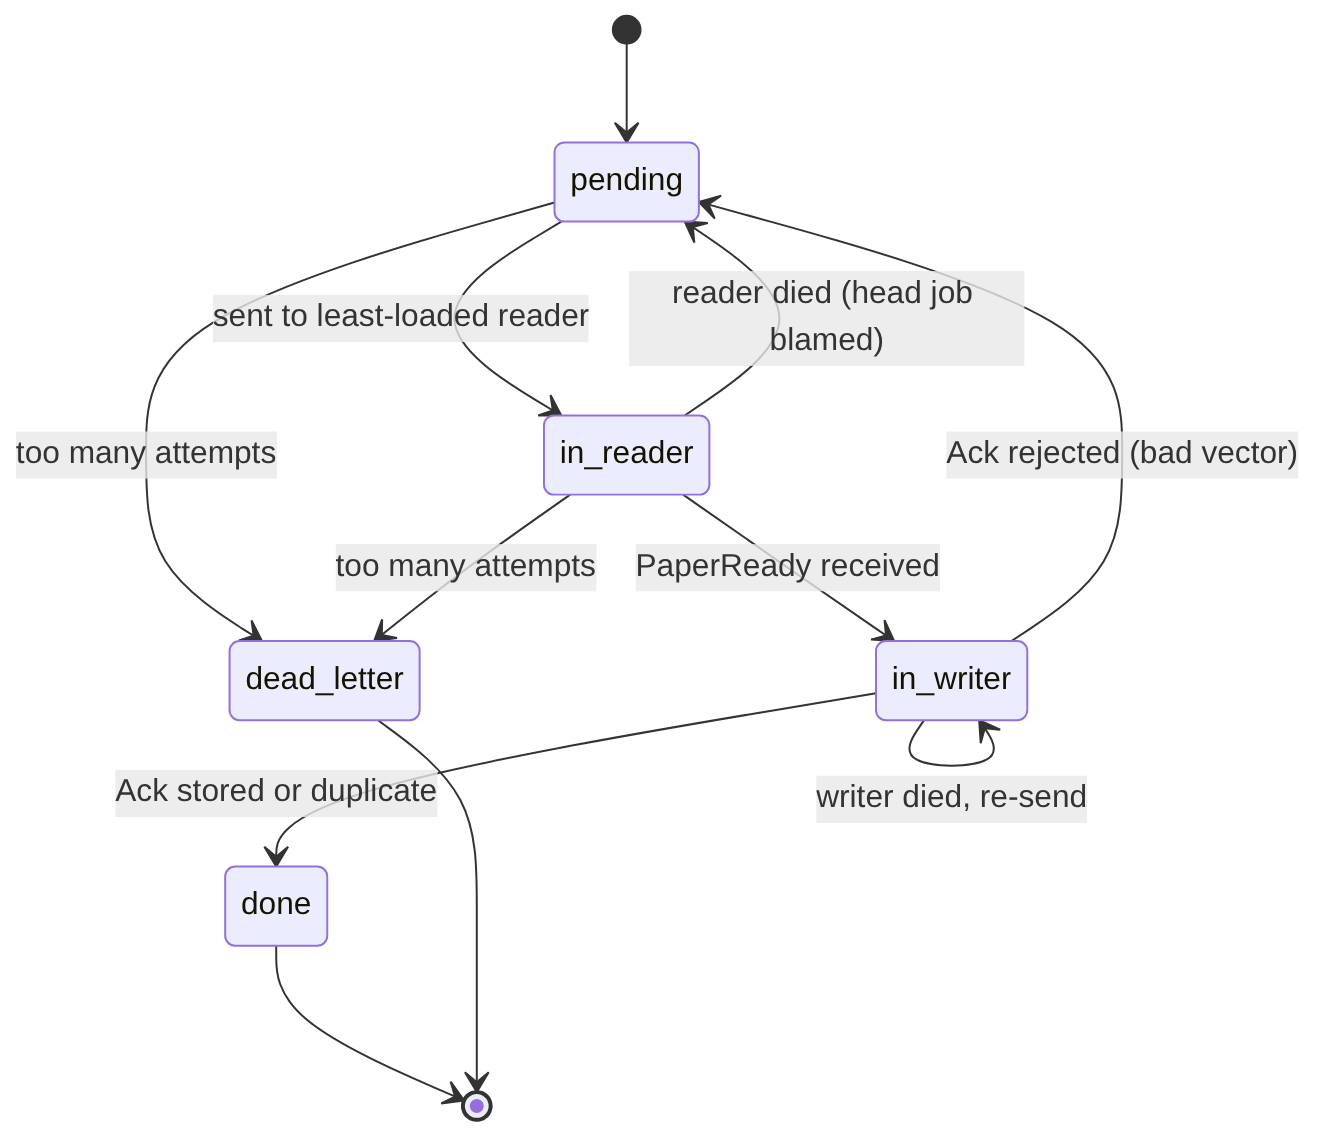 pending
sent to least-loaded reader
reader died (head job
blamed)
too many attempts
in_reader
Ack rejected (bad vector)
too many attempts
PaperReady received
dead_letter
in_writer
Ack stored or duplicate
writer died, re-send
done